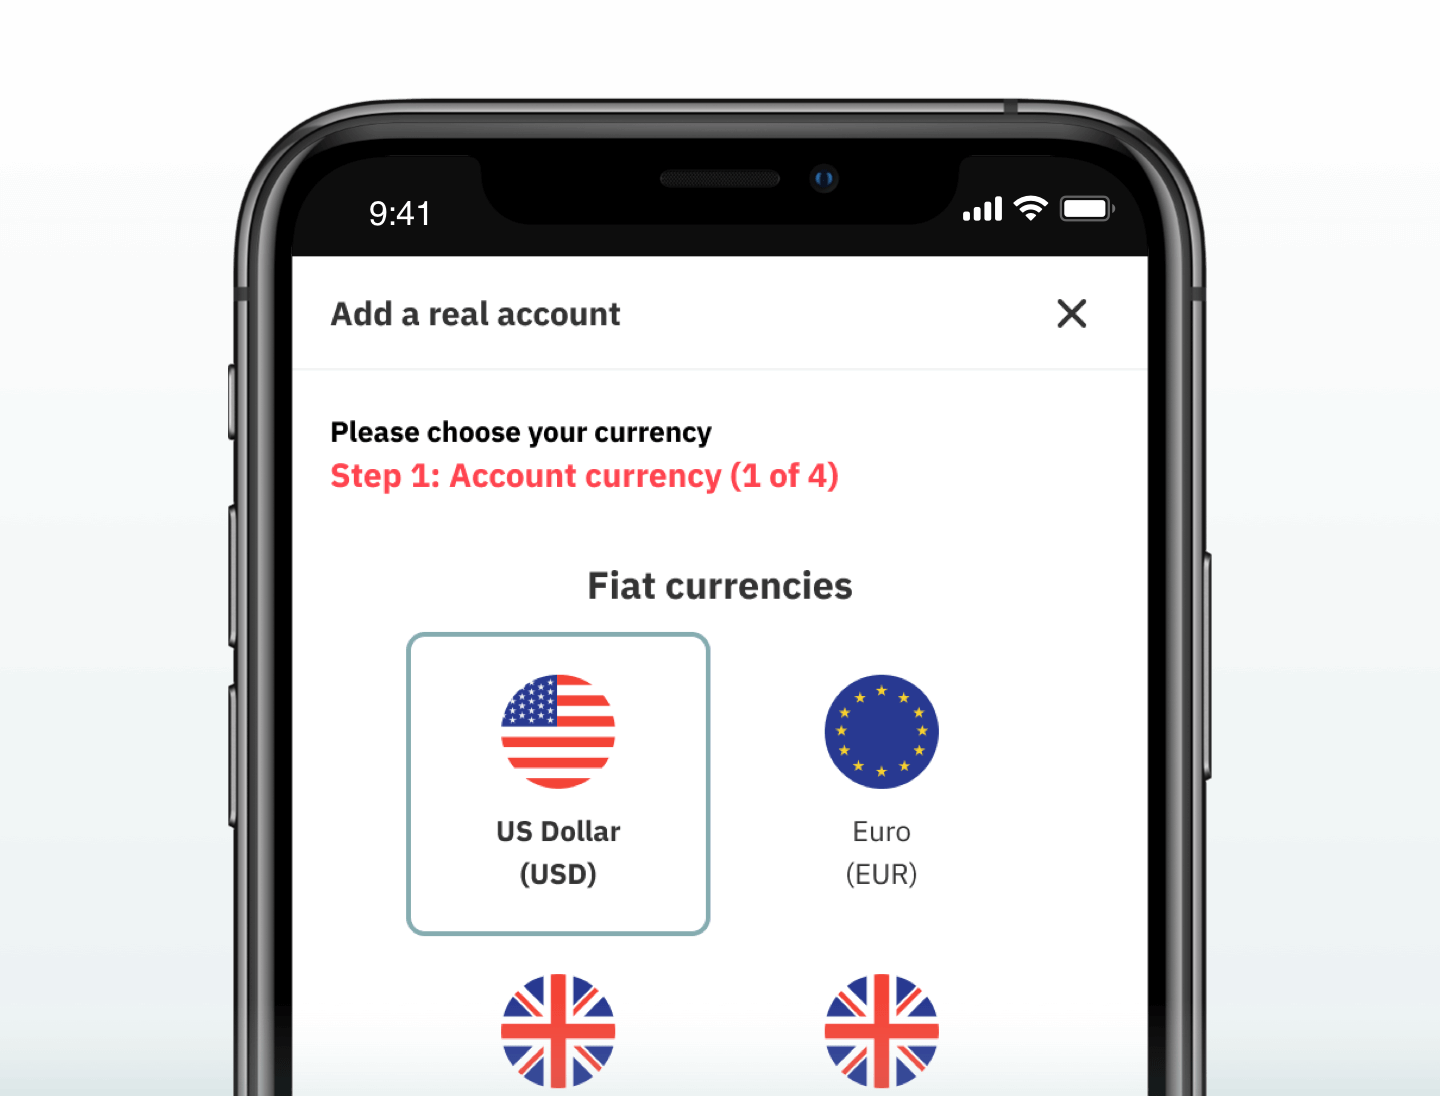 9:41
Add a real account
Please choose your currency
Step 1: Account currency (1 of 4)
Fiat currencies
US Dollar
(USD)
Euro
(EUR)